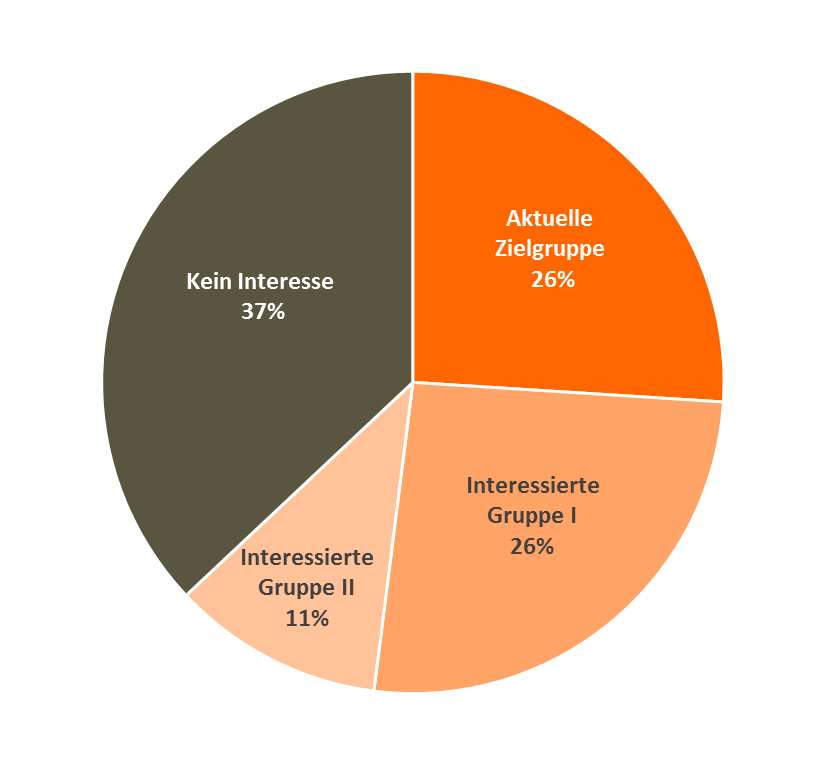 Aktuelle
Zielgruppe
26%
Kein Interesse
37%
Interessierte
Gruppe I
26%
Interessierte
Gruppe II
11%